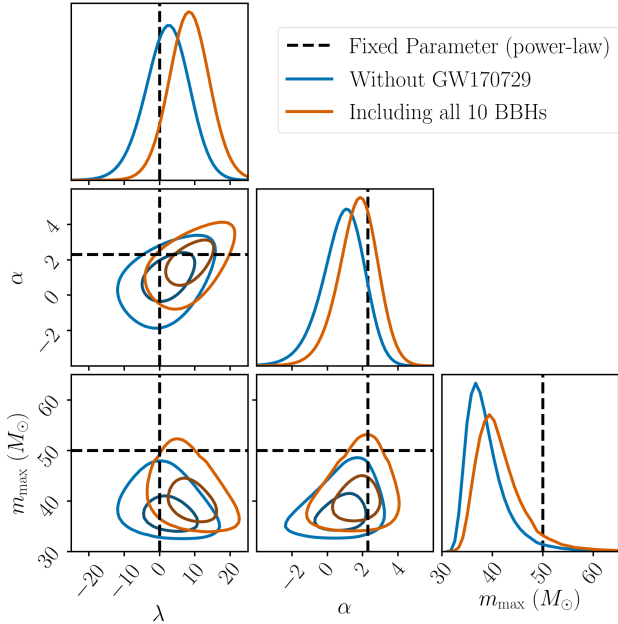 Fixed Parameter (power-law)
Without GW170729
Including all 10 BBHs
4
2
0
−2
α
60
50
40
30
m_max (M_⊙)
−20
−10
0
10
20
λ
−2
0
2
4
α
30
40
50
60
m_max (M_⊙)